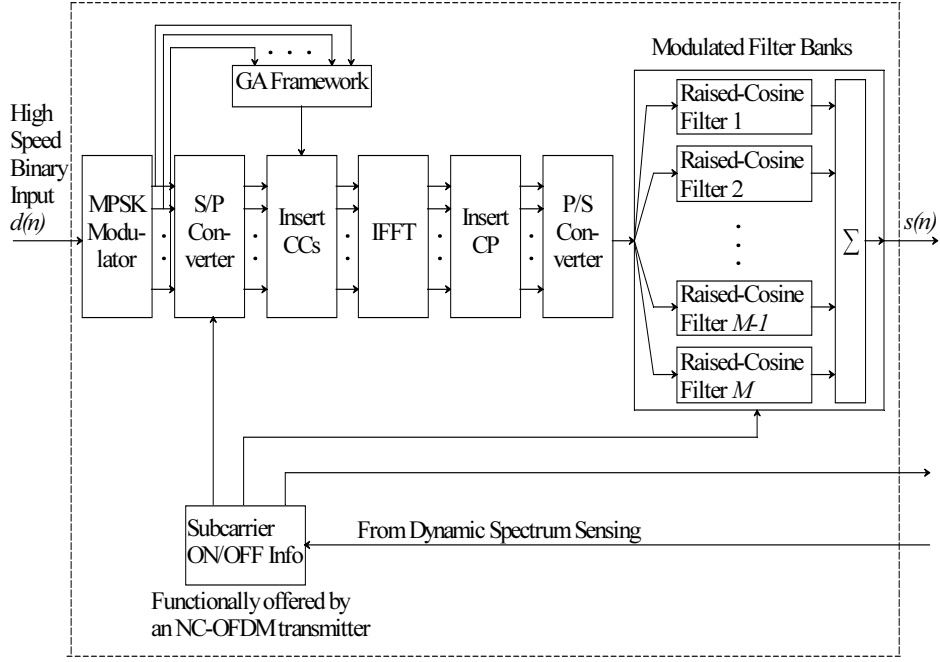 High
Speed
Binary
Input
d(n)
MPSK
Modu-
lator
S/P
Con-
verter
. . .
GA Framework
Insert
CCs
IFFT
Insert
CP
P/S
Con-
verter
Modulated Filter Banks
Raised-Cosine
Filter 1
Raised-Cosine
Filter 2
Raised-Cosine
Filter M-1
Raised-Cosine
Filter M
Σ
s(n)
Subcarrier
ON/OFF Info
From Dynamic Spectrum Sensing
Functionally offered by
an NC-OFDM transmitter